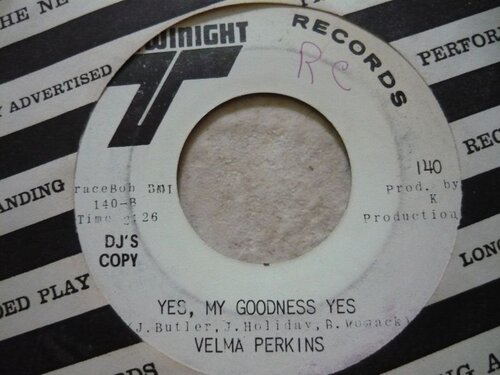 HE NE
ADVERTISED
ANDING
DED PLAY
PERFOR
REC
TWINIGHT
RECORDS
RC
raceBob BMI
140-B
Time 2:26
DJ'S
COPY
140
Prod. by
K
Production
YES, MY GOODNESS YES
(J. Butler, J. Holiday, B. Womack)
VELMA PERKINS